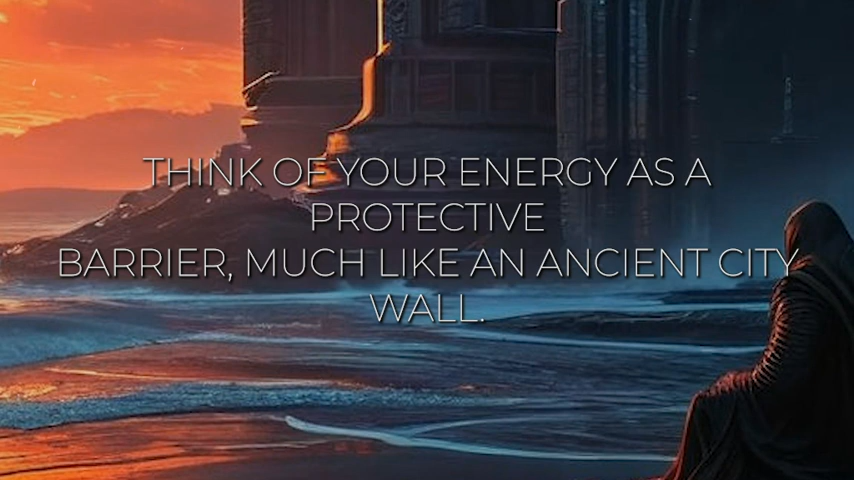 THINK OF YOUR ENERGY AS A
PROTECTIVE
BARRIER, MUCH LIKE AN ANCIENT CITY
WALL.